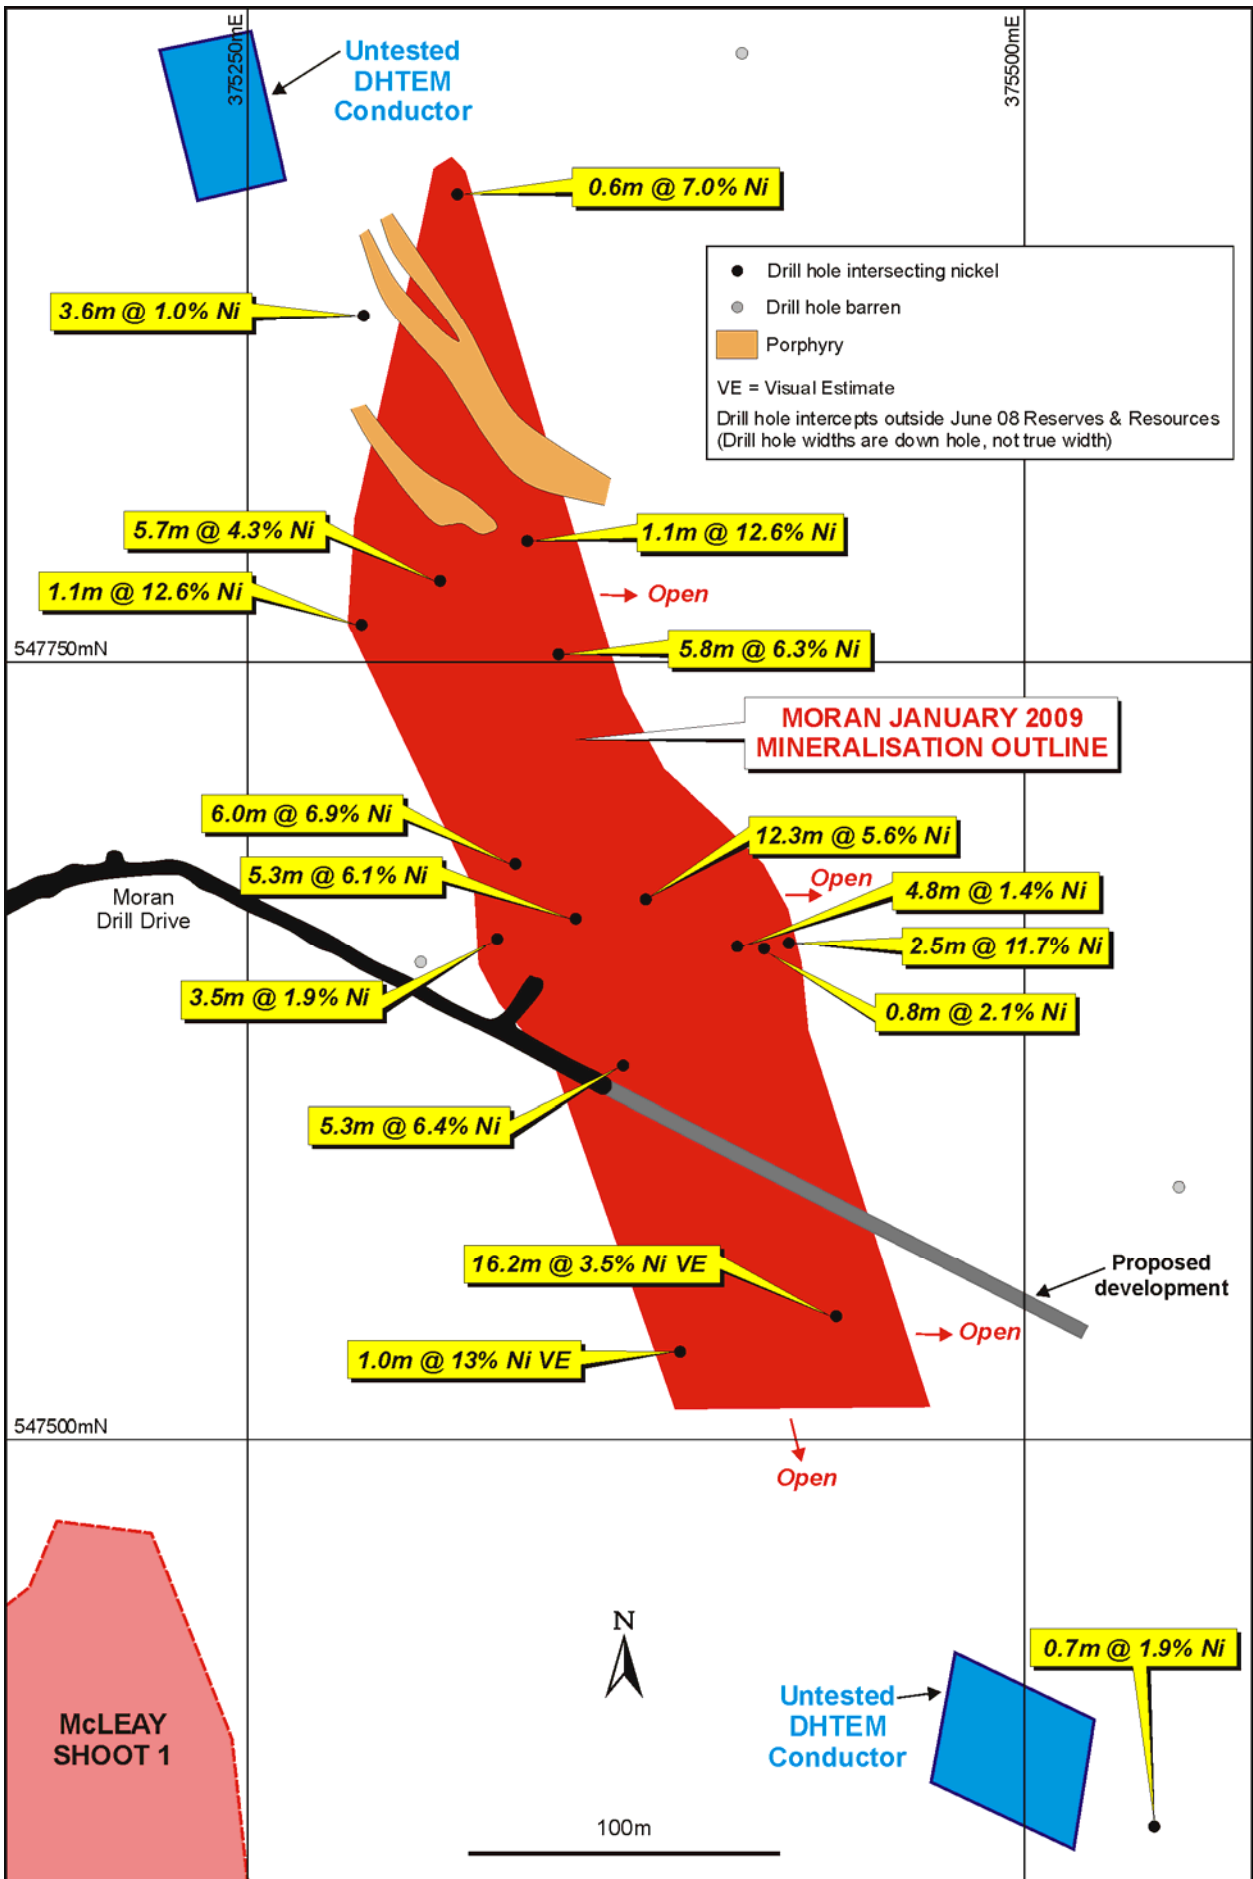 375250mE
375500mE
Untested
DHTEM
Conductor
0.6m @ 7.0% Ni
Drill hole intersecting nickel
Drill hole barren
Porphyry
VE = Visual Estimate
Drill hole intercepts outside June 08 Reserves & Resources
(Drill hole widths are down hole, not true width)
3.6m @ 1.0% Ni
5.7m @ 4.3% Ni
1.1m @ 12.6% Ni
1.1m @ 12.6% Ni
Open
547750mN
5.8m @ 6.3% Ni
MORAN JANUARY 2009
MINERALISATION OUTLINE
6.0m @ 6.9% Ni
12.3m @ 5.6% Ni
5.3m @ 6.1% Ni
Open
4.8m @ 1.4% Ni
Moran
Drill Drive
2.5m @ 11.7% Ni
3.5m @ 1.9% Ni
0.8m @ 2.1% Ni
5.3m @ 6.4% Ni
16.2m @ 3.5% Ni VE
Proposed
development
Open
1.0m @ 13% Ni VE
547500mN
Open
N
0.7m @ 1.9% Ni
McLEAY
SHOOT 1
Untested
DHTEM
Conductor
100m